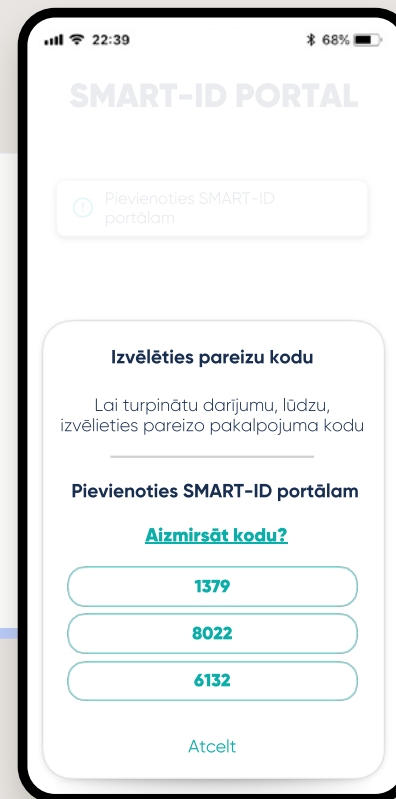 22:39
68%
SMART-ID PORTAL
Pievienoties SMART-ID
portālam
Izvēlēties pareizu kodu
Lai turpinātu darījumu, lūdzu,
izvēlieties pareizo pakalpojuma kodu
Pievienoties SMART-ID portālam
Aizmirsāt kodu?
1379
8022
6132
Atcelt